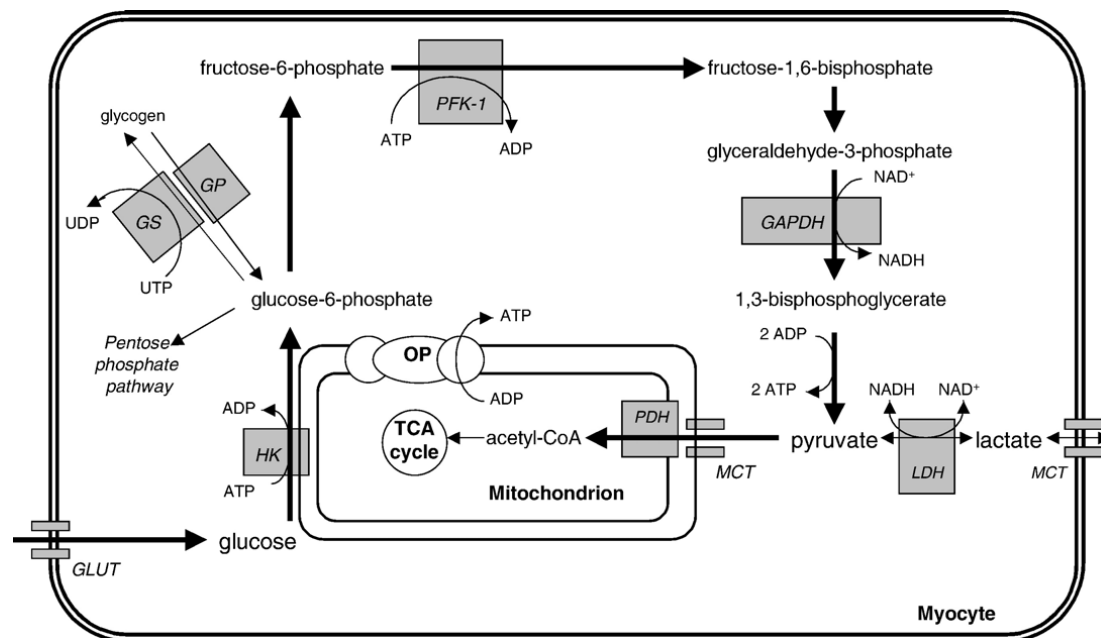 fructose-6-phosphate
fructose-1,6-bisphosphate
PFK-1
ATP
ADP
glycogen
GP
GS
UDP
UTP
glyceraldehyde-3-phosphate
NAD+
GAPDH
NADH
glucose-6-phosphate
1,3-bisphosphoglycerate
Pentose
phosphate
pathway
OP
ATP
ADP
2 ADP
2 ATP
ADP
HK
ATP
TCA
cycle
acetyl-CoA
PDH
MCT
Mitochondrion
pyruvate
NADH
NAD+
LDH
lactate
MCT
glucose
GLUT
Myocyte